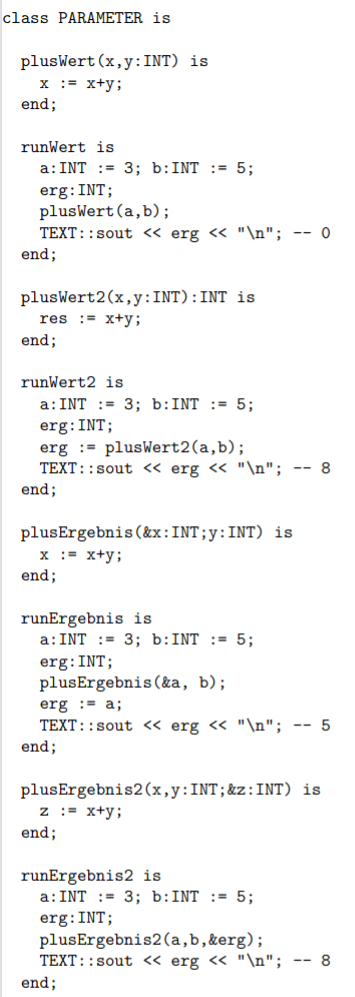 class PARAMETER is
plusWert(x,y:INT) is
x := x+y;
end;
runWert is
a:INT := 3; b:INT := 5;
erg:INT;
plusWert(a,b);
TEXT::sout << erg << "\n"; -- 0
end;
plusWert2(x,y:INT):INT is
res := x+y;
end;
runWert2 is
a:INT := 3; b:INT := 5;
erg:INT;
erg := plusWert2(a,b);
TEXT::sout << erg << "\n"; -- 8
end;
plusErgebnis(&x:INT;y:INT) is
x := x+y;
end;
runErgebnis is
a:INT := 3; b:INT := 5;
erg:INT;
plusErgebnis(&a, b);
erg := a;
TEXT::sout << erg << "\n"; -- 5
end;
plusErgebnis2(x,y:INT;&z:INT) is
z := x+y;
end;
runErgebnis2 is
a:INT := 3; b:INT := 5;
erg:INT;
plusErgebnis2(a,b,&erg);
TEXT::sout << erg << "\n"; -- 8
end;